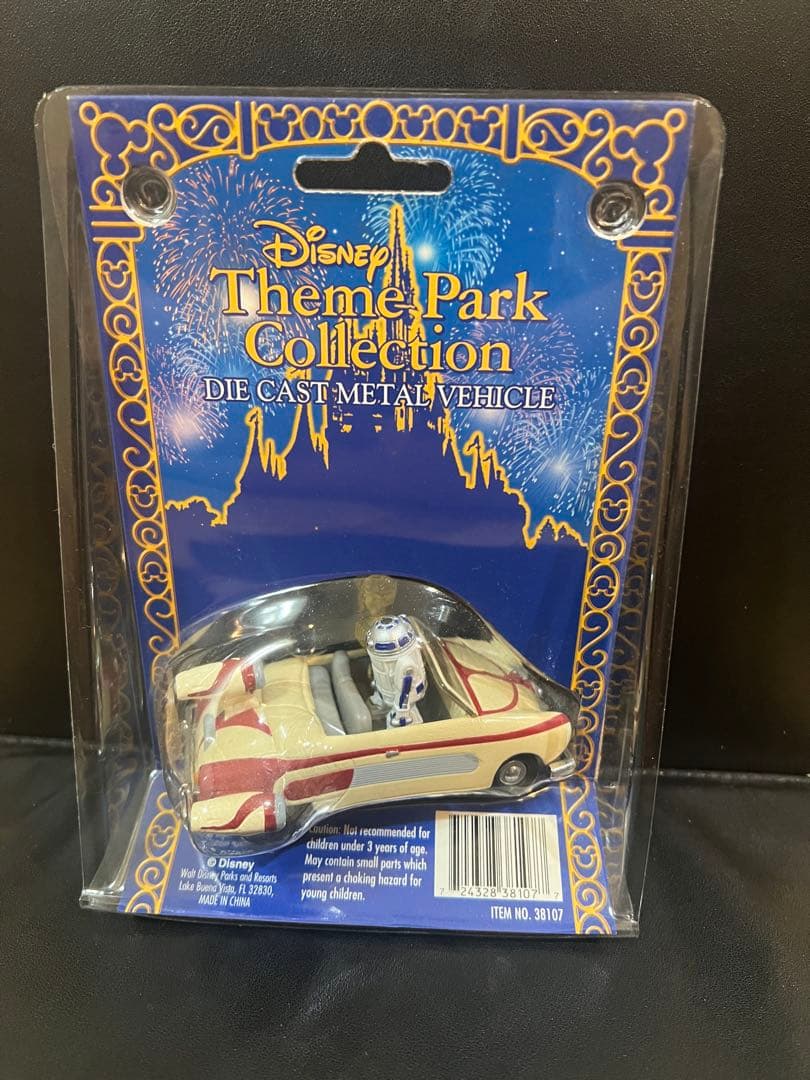 Disney
Theme Park
Collection
DIE CAST METAL VEHICLE
Caution: Not recommended for
children under 3 years of age.
May contain small parts which
present a choking hazard for
young children.
© Disney
Walt Disney Parks and Resorts
Lake Buena Vista, FL 32830,
MADE IN CHINA
7 24328 38107 7
ITEM NO. 38107